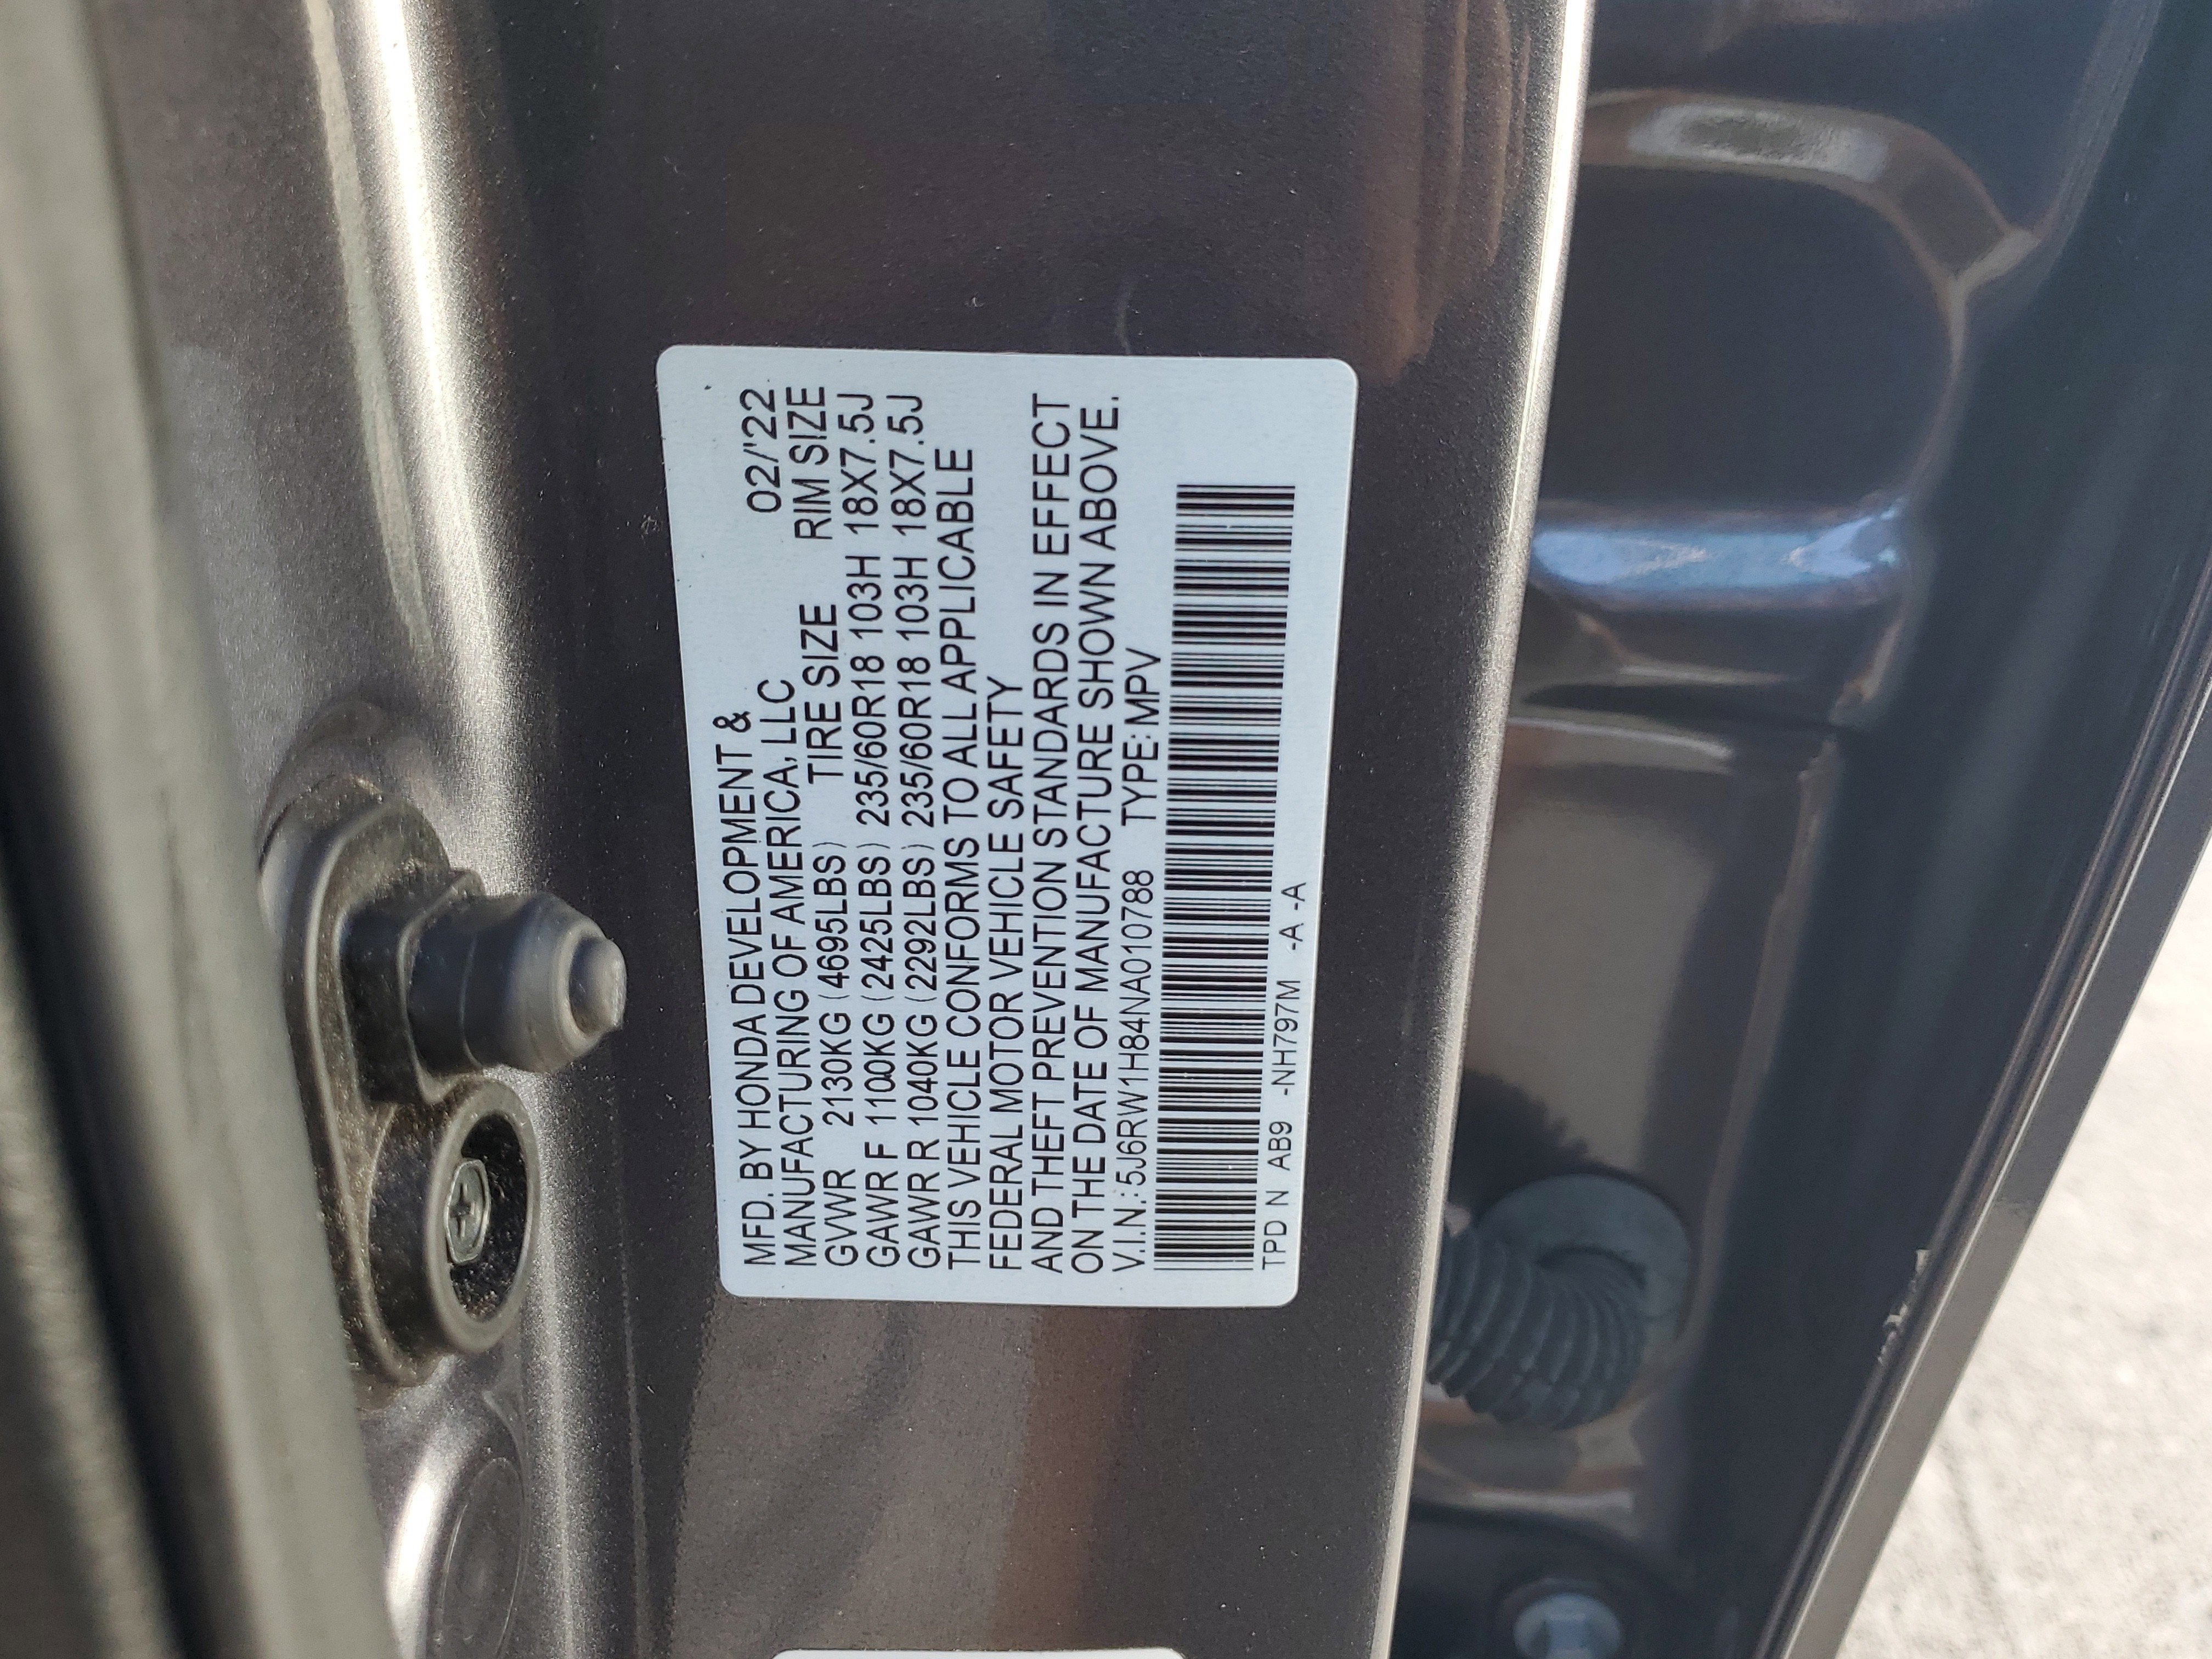 MFD. BY HONDA DEVELOPMENT & 02/'22
MANUFACTURING OF AMERICA, LLC
TIRE SIZE RIM SIZE
GVWR 2130KG (4695LBS)
GAWR F 1100KG (2425LBS) 235/60R18 103H 18X7.5J
GAWR R 1040KG (2292LBS) 235/60R18 103H 18X7.5J
THIS VEHICLE CONFORMS TO ALL APPLICABLE
FEDERAL MOTOR VEHICLE SAFETY
AND THEFT PREVENTION STANDARDS IN EFFECT
ON THE DATE OF MANUFACTURE SHOWN ABOVE.
V.I.N.: 5J6RW1H84NA010788 TYPE: MPV
TPD N AB9 -NH797M -A -A